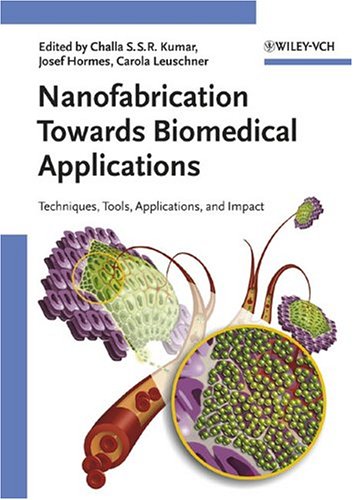 Edited by Challa S.S.R. Kumar,
Josef Hormes, Carola Leuschner
WILEY-VCH
Nanofabrication
Towards Biomedical
Applications
Techniques, Tools, Applications, and Impact